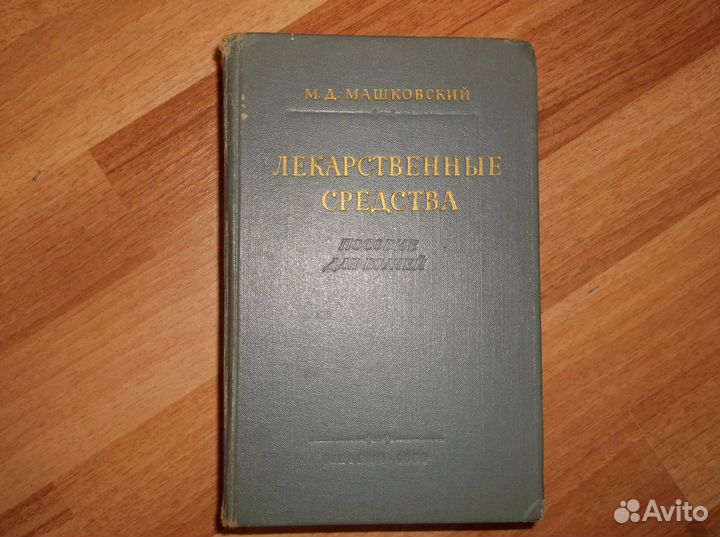 М. Д. МАШКОВСКИЙ
ЛЕКАРСТВЕННЫЕ
СРЕДСТВА
ПОСОБИЕ
ДЛЯ ВРАЧЕЙ
Avito